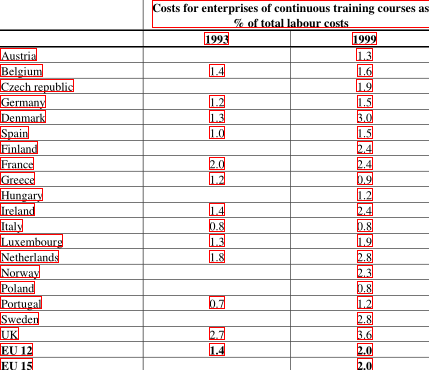 Costs for enterprises of continuous training courses as
% of total labour costs
1993 1999
Austria 1.3
Belgium 1.4 1.6
Czech republic 1.9
Germany 1.2 1.5
Denmark 1.3 3.0
Spain 1.0 1.5
Finland 2.4
France 2.0 2.4
Greece 1.2 0.9
Hungary 1.2
Ireland 1.4 2.4
Italy 0.8 0.8
Luxembourg 1.3 1.9
Netherlands 1.8 2.8
Norway 2.3
Poland 0.8
Portugal 0.7 1.2
Sweden 2.8
UK 2.7 3.6
EU 12 1.4 2.0
EU 15 2.0